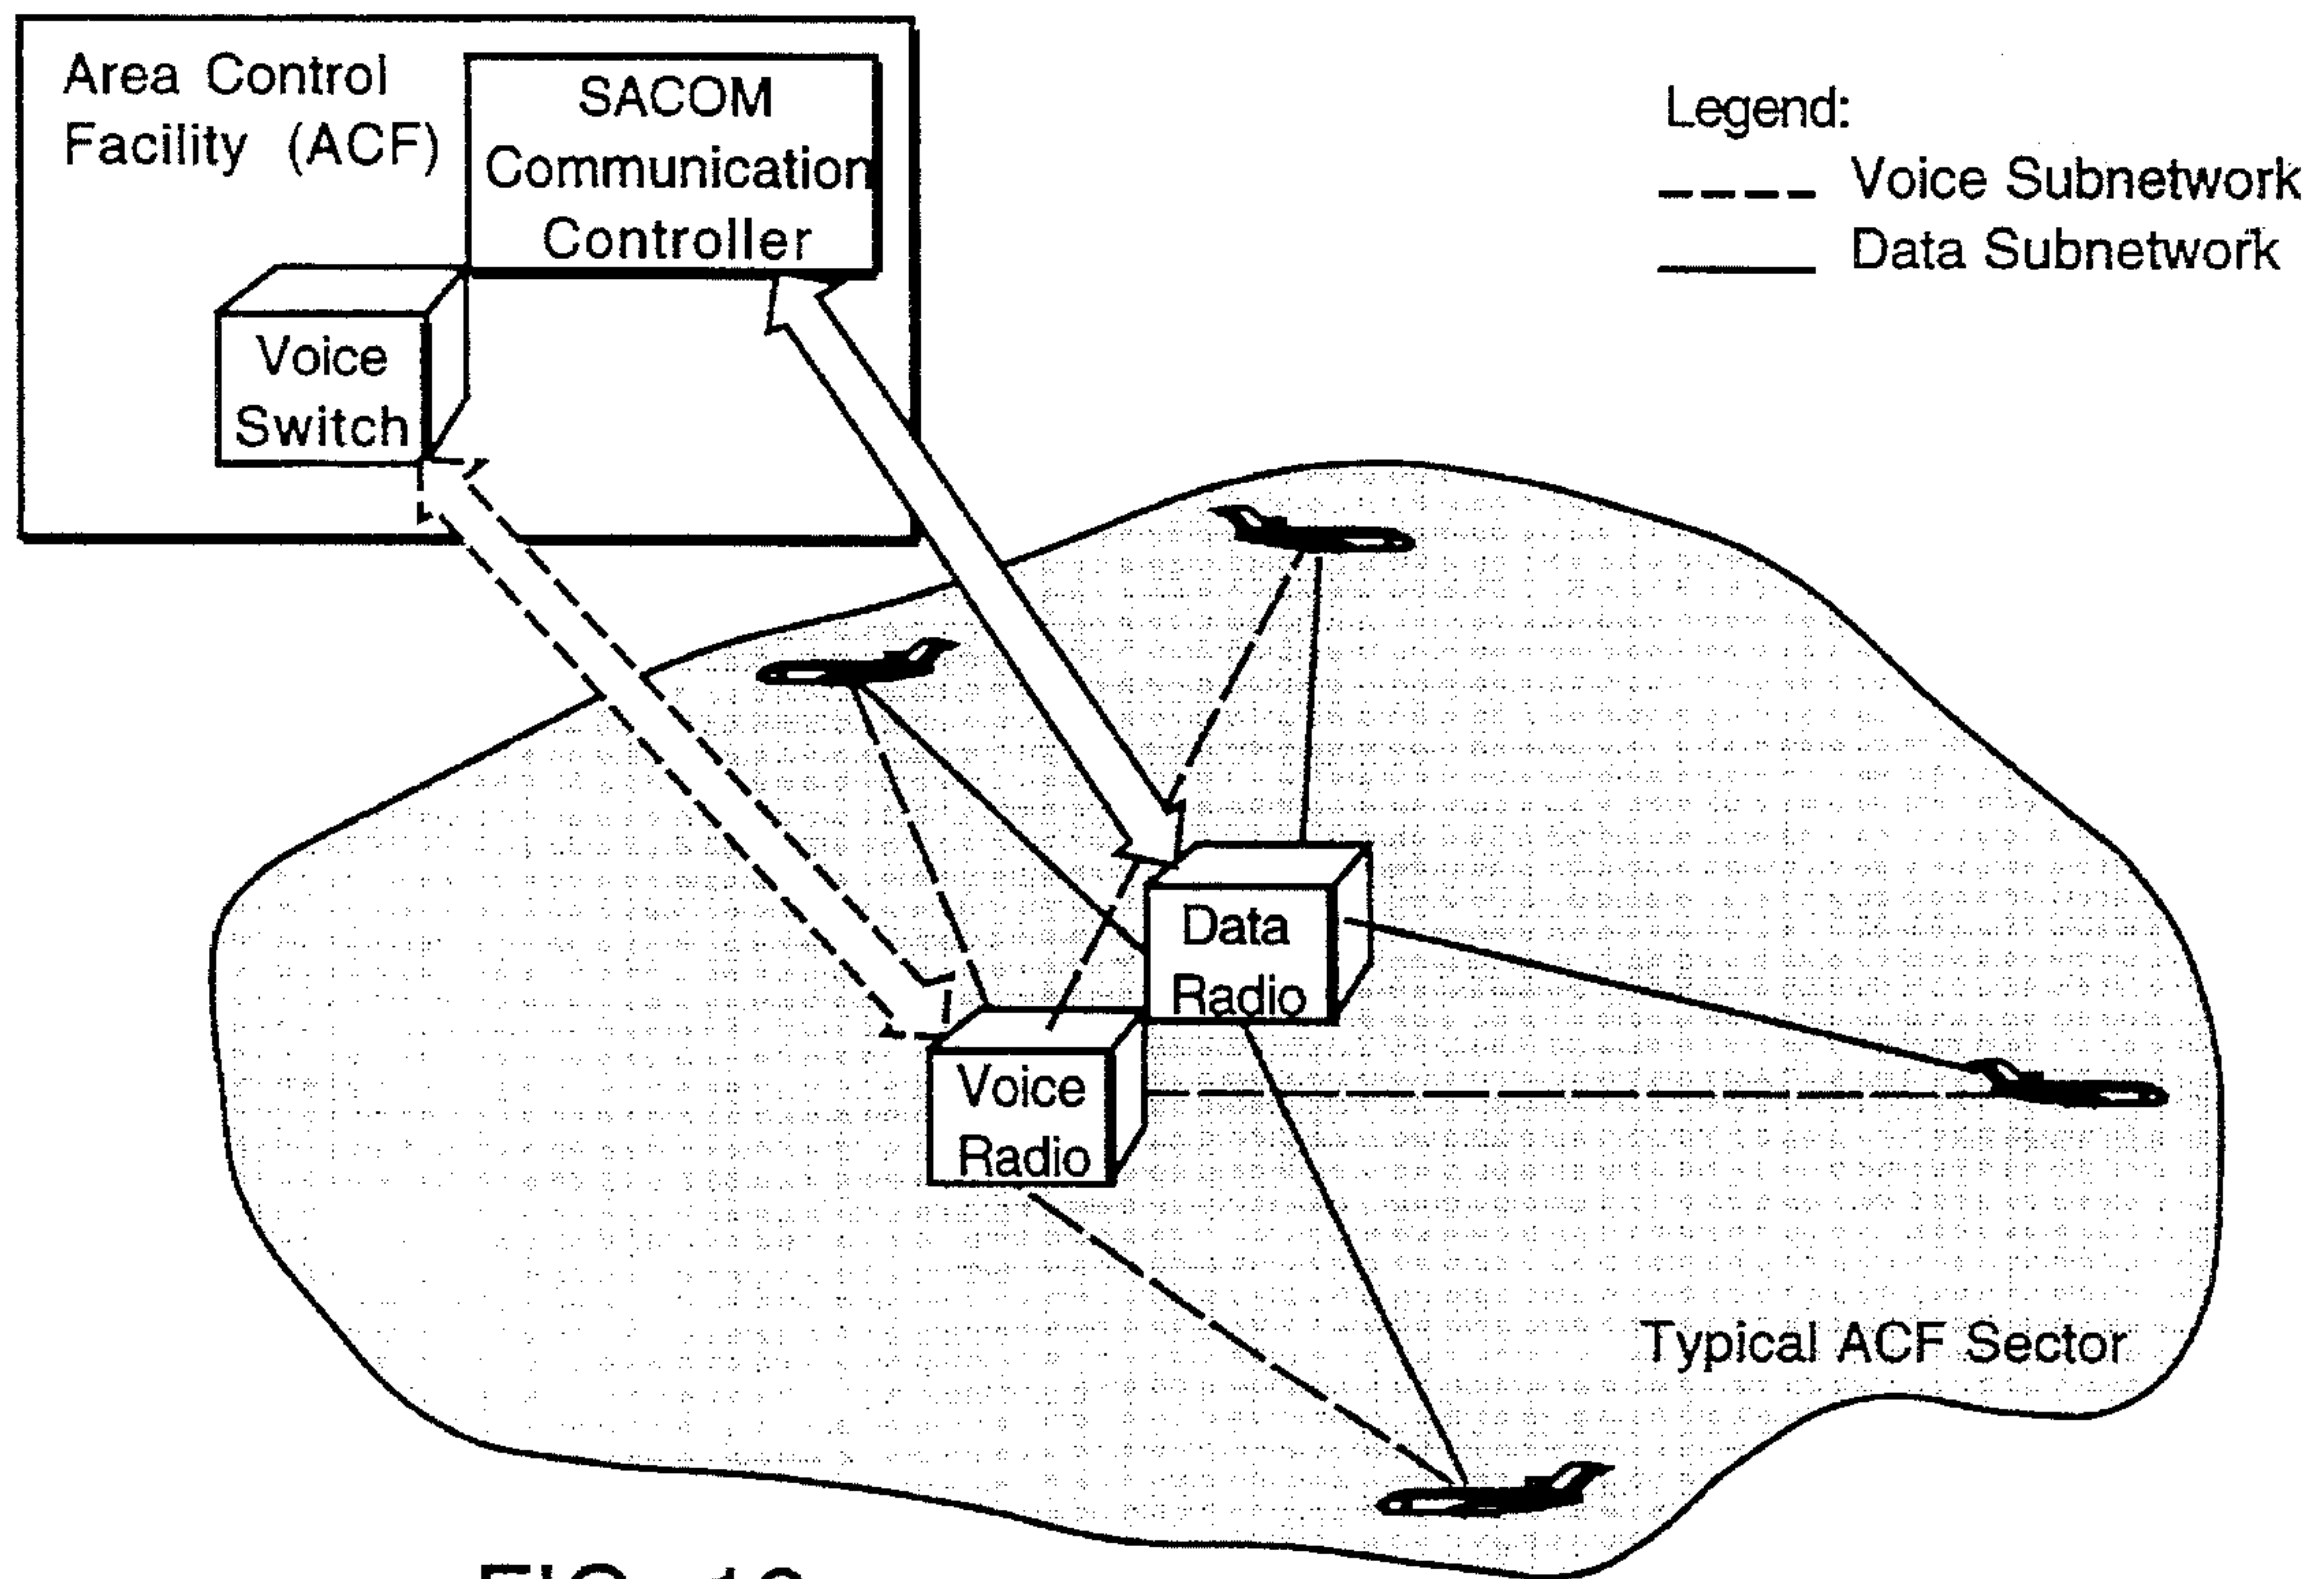 Area Control
Facility (ACF)
SACOM
Communication
Controller
Voice
Switch
Legend:
Voice Subnetwork
Data Subnetwork
Data
Radio
Voice
Radio
Typical ACF Sector